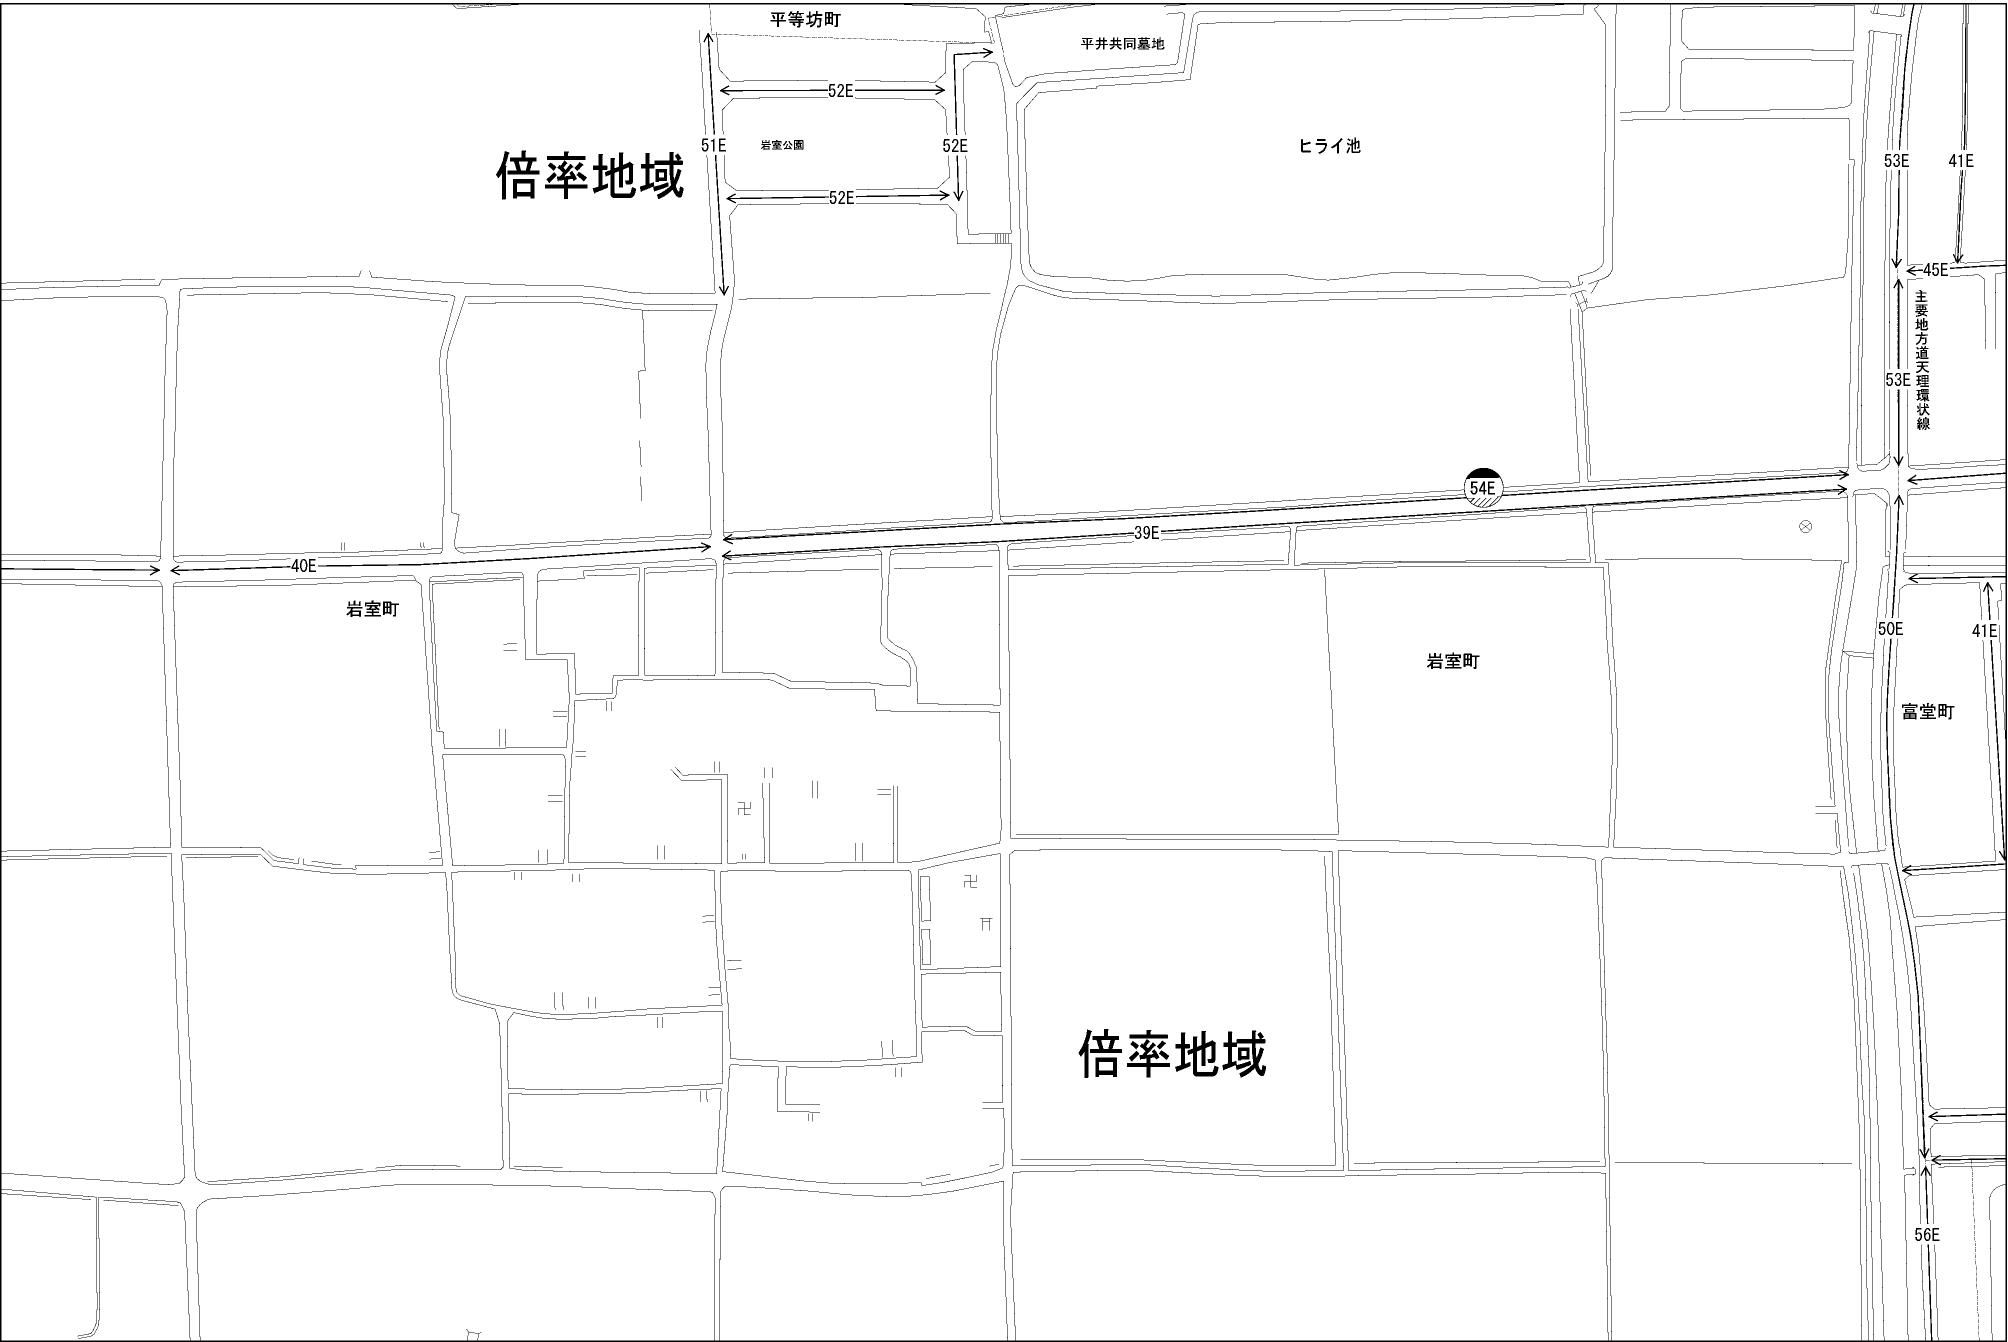 平等坊町
平井共同墓地
52E
51E
岩室公園
52E
ヒライ池
倍率地域
53E
41E
52E
45E
主要地方道天理環状線
53E
54E
39E
40E
岩室町
50E
41E
岩室町
富堂町
倍率地域
56E